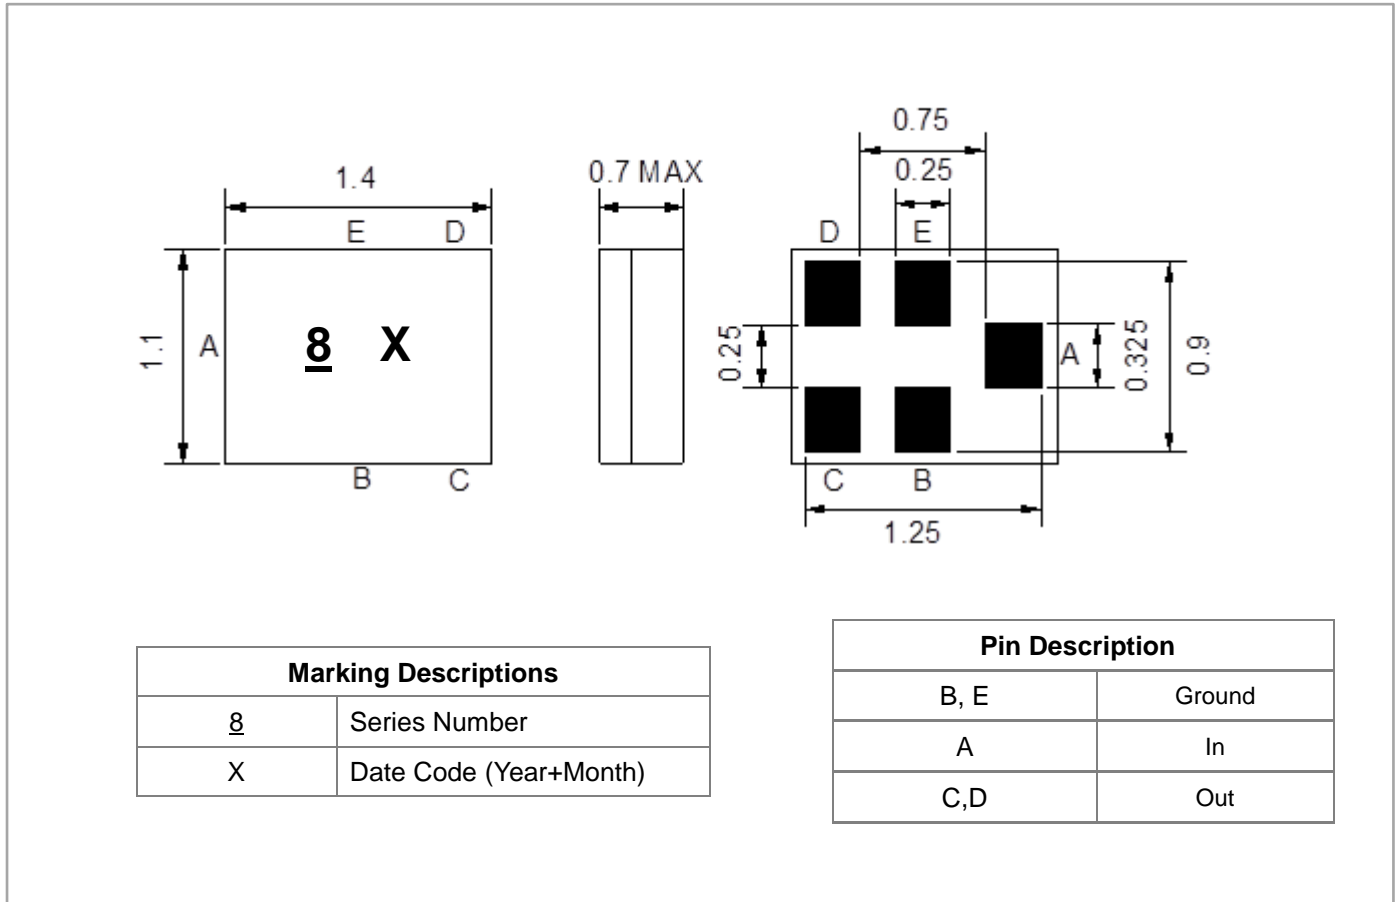 0.75
1.4
0.7 MAX
0.25
E D
D E
1.1
A
8 X
0.25
A
0.325
0.9
B C
C B
1.25
Marking Descriptions
8 Series Number
X Date Code (Year+Month)
Pin Description
B, E Ground
A In
C,D Out